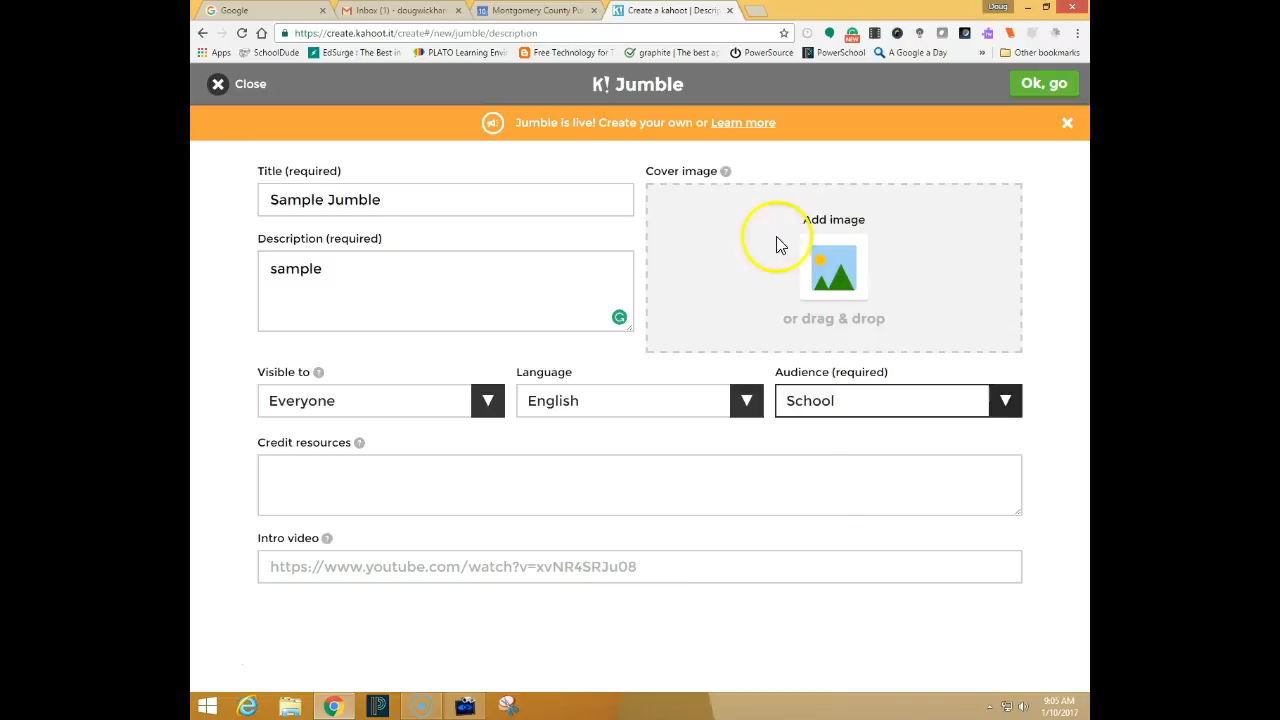 Google
Inbox (1) - dougwickhar
Montgomery County Pu
Create a kahoot | Descrip
Doug
https://create.kahoot.it/create#/new/jumble/description
NEW
Apps
SchoolDude
EdSurge | The Best in
PLATO Learning Envi
Free Technology for T
graphite | The best ap
PowerSource
PowerSchool
A Google a Day
»
Other bookmarks
Close
K! Jumble
Ok, go
Jumble is live! Create your own or Learn more
Title (required)
Cover image ?
Sample Jumble
Add image
Description (required)
sample
or drag & drop
Visible to ?
Language
Audience (required)
Everyone
English
School
Credit resources ?
Intro video ?
https://www.youtube.com/watch?v=xvNR4SRJu08
9:05 AM
1/10/2017